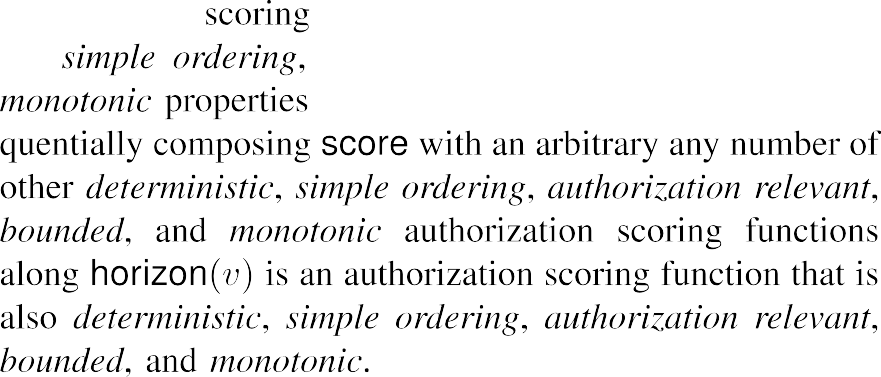 scoring
simple ordering,
monotonic properties
quentially composing score with an arbitrary any number of
other deterministic, simple ordering, authorization relevant,
bounded, and monotonic authorization scoring functions
along horizon(v) is an authorization scoring function that is
also deterministic, simple ordering, authorization relevant,
bounded, and monotonic.